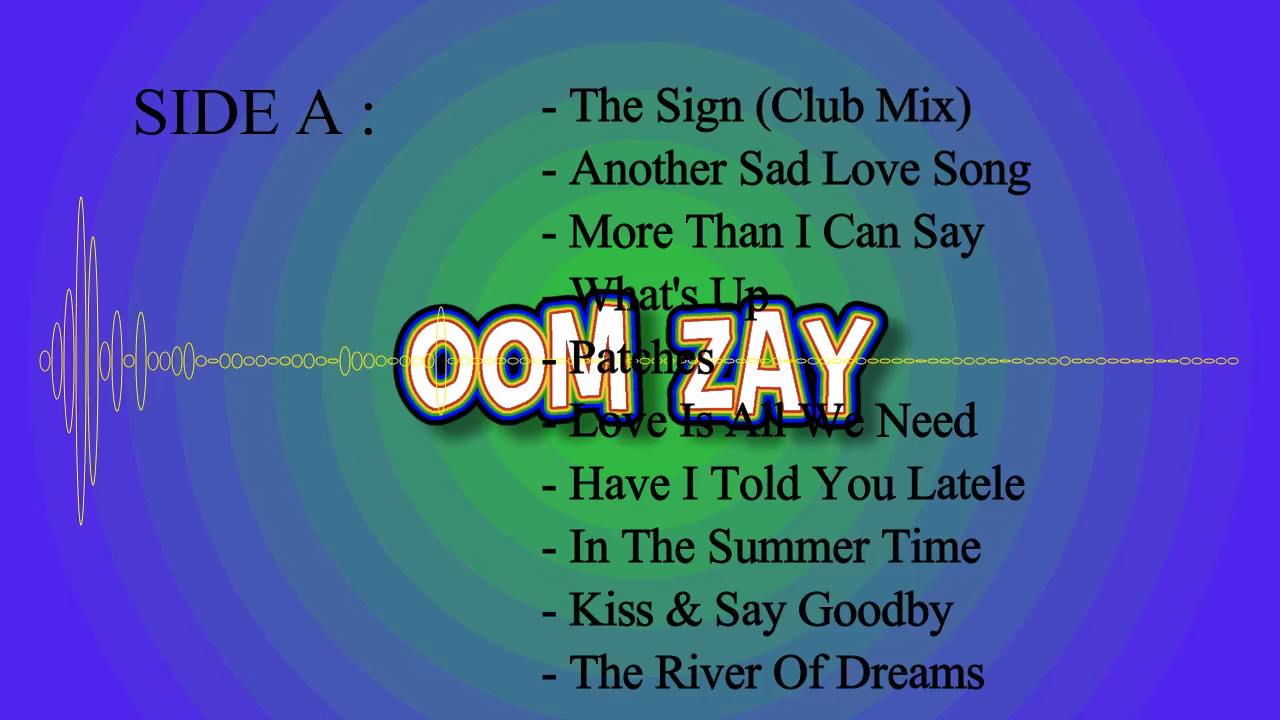 SIDE A :
- The Sign (Club Mix)
- Another Sad Love Song
- More Than I Can Say
- What's Up
- Patches
- Love Is All We Need
- Have I Told You Latele
- In The Summer Time
- Kiss & Say Goodby
- The River Of Dreams
OOM ZAY